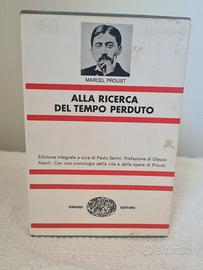 MARCEL PROUST
ALLA RICERCA
DEL TEMPO PERDUTO
Edizione integrale a cura di Paolo Serini. Prefazione di Glauco
Natoli. Con una cronologia della vita e delle opere di Proust.
EINAUDI EDITORE